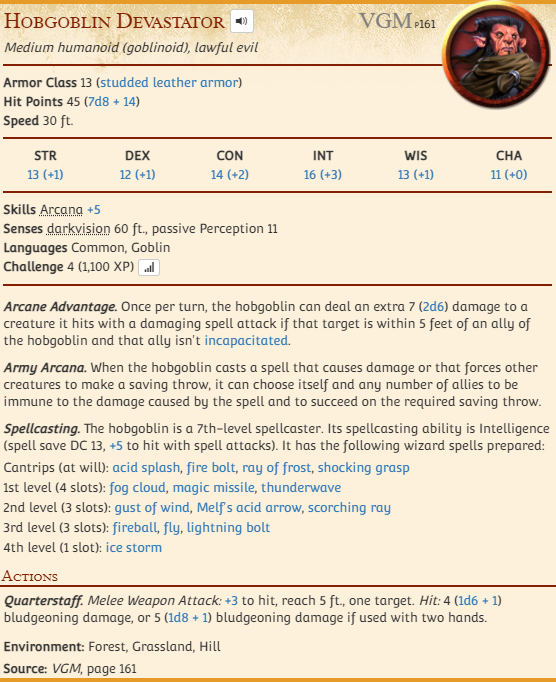 Hobgoblin Devastator VGM P161
Medium humanoid (goblinoid), lawful evil
Armor Class 13 (studded leather armor)
Hit Points 45 (7d8 + 14)
Speed 30 ft.
STR DEX CON INT WIS CHA
13 (+1) 12 (+1) 14 (+2) 16 (+3) 13 (+1) 11 (+0)
Skills Arcana +5
Senses darkvision 60 ft., passive Perception 11
Languages Common, Goblin
Challenge 4 (1,100 XP)
Arcane Advantage. Once per turn, the hobgoblin can deal an extra 7 (2d6) damage to a
creature it hits with a damaging spell attack if that target is within 5 feet of an ally of
the hobgoblin and that ally isn't incapacitated.
Army Arcana. When the hobgoblin casts a spell that causes damage or that forces other
creatures to make a saving throw, it can choose itself and any number of allies to be
immune to the damage caused by the spell and to succeed on the required saving throw.
Spellcasting. The hobgoblin is a 7th-level spellcaster. Its spellcasting ability is Intelligence
(spell save DC 13, +5 to hit with spell attacks). It has the following wizard spells prepared:
Cantrips (at will): acid splash, fire bolt, ray of frost, shocking grasp
1st level (4 slots): fog cloud, magic missile, thunderwave
2nd level (3 slots): gust of wind, Melf's acid arrow, scorching ray
3rd level (3 slots): fireball, fly, lightning bolt
4th level (1 slot): ice storm
Actions
Quarterstaff. Melee Weapon Attack: +3 to hit, reach 5 ft., one target. Hit: 4 (1d6 + 1)
bludgeoning damage, or 5 (1d8 + 1) bludgeoning damage if used with two hands.
Environment: Forest, Grassland, Hill
Source: VGM, page 161